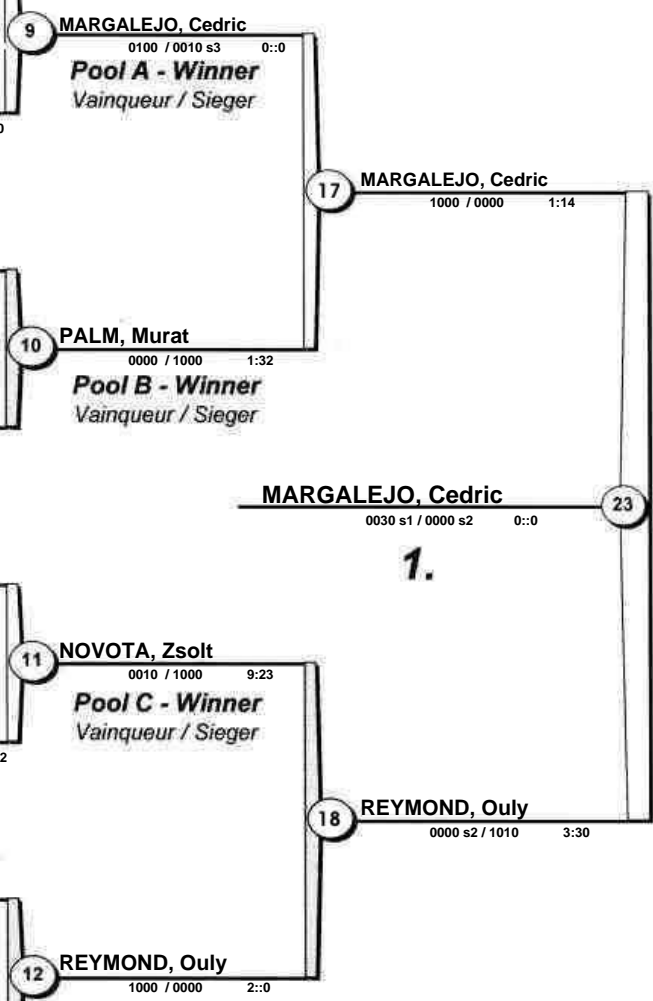 9 MARGALEJO, Cedric
0100 / 0010 s3 0::0
Pool A - Winner
Vainqueur / Sieger
17 MARGALEJO, Cedric
1000 / 0000 1:14
10 PALM, Murat
0000 / 1000 1:32
Pool B - Winner
Vainqueur / Sieger
MARGALEJO, Cedric 23
0030 s1 / 0000 s2 0::0
1.
11 NOVOTA, Zsolt
0010 / 1000 9:23
Pool C - Winner
Vainqueur / Sieger
2
18 REYMOND, Ouly
0000 s2 / 1010 3:30
12 REYMOND, Ouly
1000 / 0000 2::0